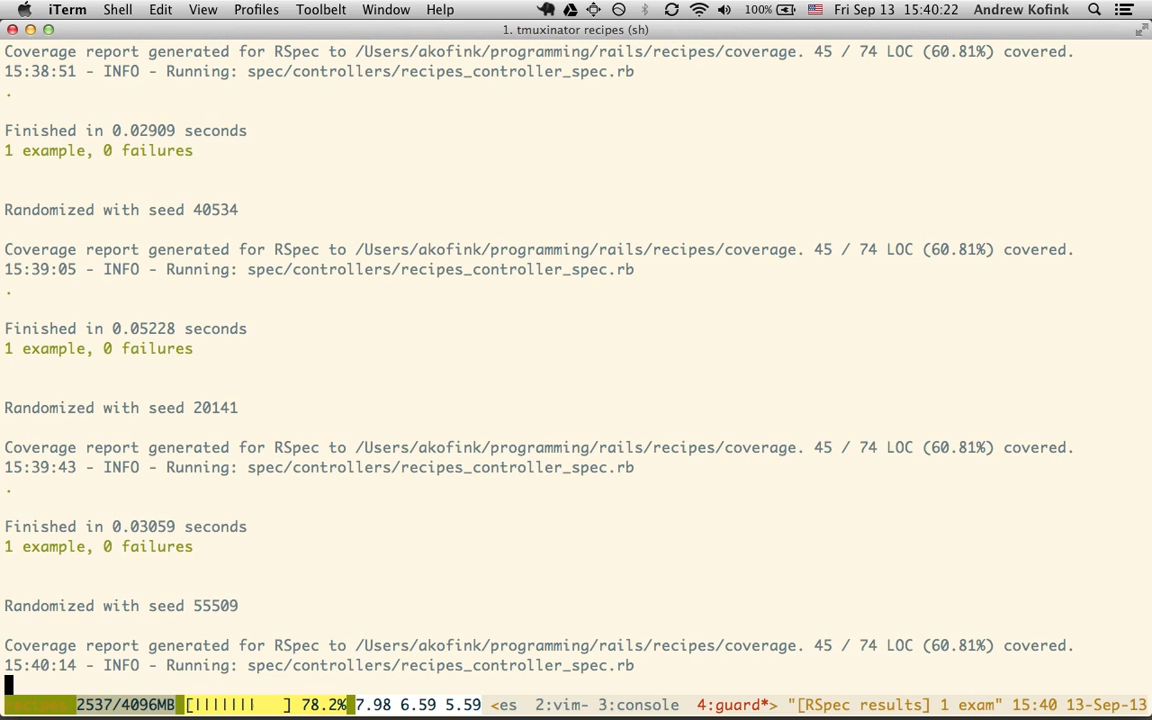 iTerm Shell Edit View Profiles Toolbelt Window Help 100% Fri Sep 13 15:40:22 Andrew Kofink
1. tmuxinator recipes (sh)
Coverage report generated for RSpec to /Users/akofink/programming/rails/recipes/coverage. 45 / 74 LOC (60.81%) covered.
15:38:51 - INFO - Running: spec/controllers/recipes_controller_spec.rb
.
Finished in 0.02909 seconds
1 example, 0 failures
Randomized with seed 40534
Coverage report generated for RSpec to /Users/akofink/programming/rails/recipes/coverage. 45 / 74 LOC (60.81%) covered.
15:39:05 - INFO - Running: spec/controllers/recipes_controller_spec.rb
.
Finished in 0.05228 seconds
1 example, 0 failures
Randomized with seed 20141
Coverage report generated for RSpec to /Users/akofink/programming/rails/recipes/coverage. 45 / 74 LOC (60.81%) covered.
15:39:43 - INFO - Running: spec/controllers/recipes_controller_spec.rb
.
Finished in 0.03059 seconds
1 example, 0 failures
Randomized with seed 55509
Coverage report generated for RSpec to /Users/akofink/programming/rails/recipes/coverage. 45 / 74 LOC (60.81%) covered.
15:40:14 - INFO - Running: spec/controllers/recipes_controller_spec.rb
recipes 2537/4096MB [||||||| ] 78.2% 7.98 6.59 5.59 <es 2:vim- 3:console 4:guard*> "[RSpec results] 1 exam" 15:40 13-Sep-13